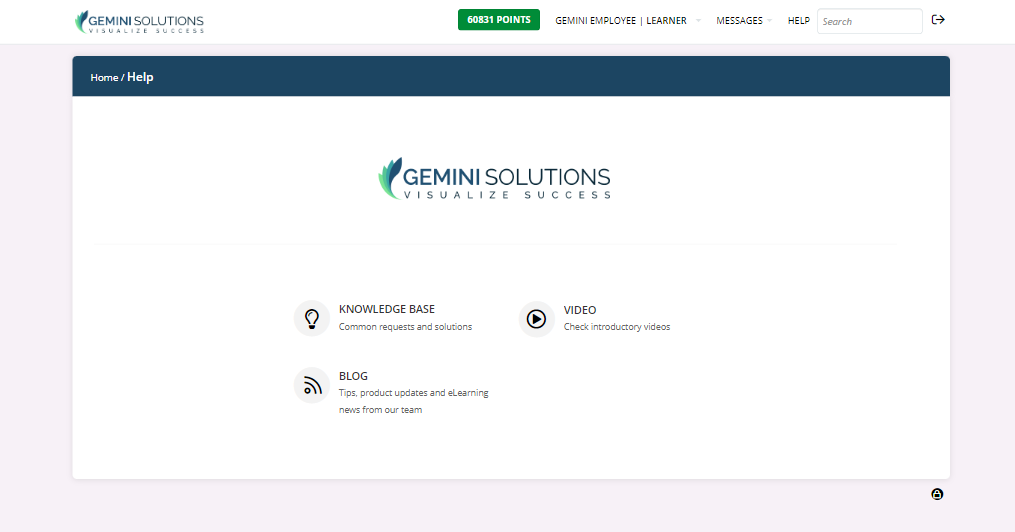 GEMINI SOLUTIONS
VISUALIZE SUCCESS
60831 POINTS
GEMINI EMPLOYEE | LEARNER
MESSAGES
HELP
Search
Home / Help
GEMINI SOLUTIONS
VISUALIZE SUCCESS
KNOWLEDGE BASE
Common requests and solutions
VIDEO
Check introductory videos
BLOG
Tips, product updates and eLearning
news from our team